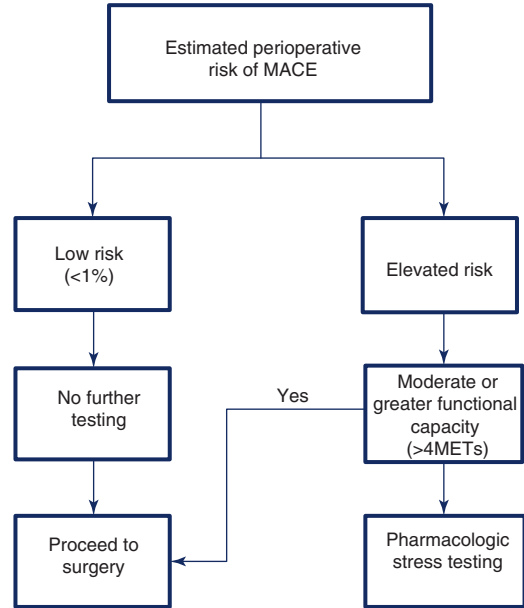 Estimated perioperative
risk of MACE
Low risk
(<1%)
Elevated risk
No further
testing
Yes
Moderate or
greater functional
capacity
(>4METs)
Proceed to
surgery
Pharmacologic
stress testing